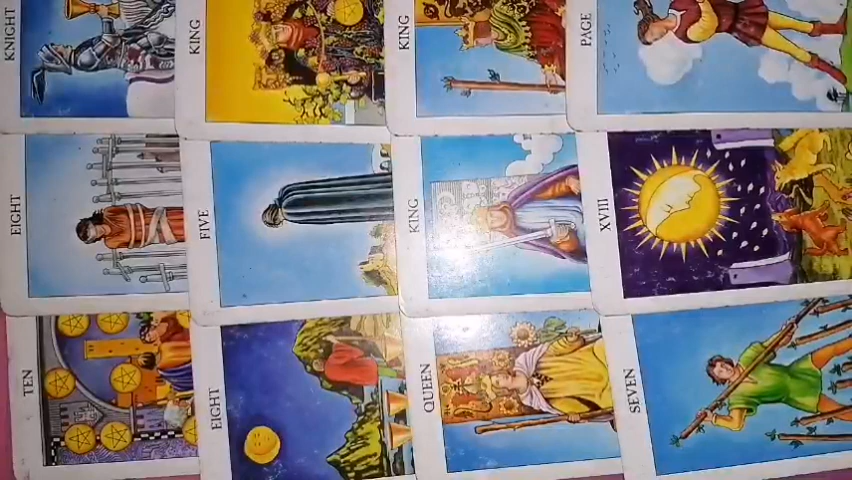 KNIGHT
KING
KING
PAGE
EIGHT
FIVE
KING
XVIII
TEN
EIGHT
QUEEN
SEVEN